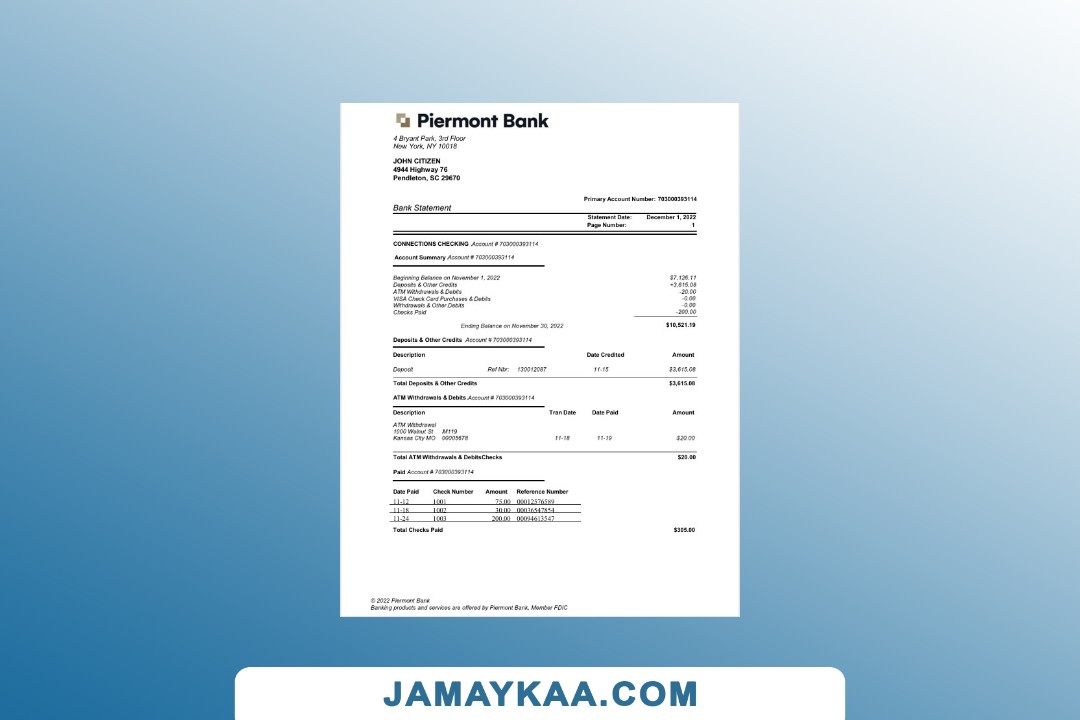 Piermont Bank
4 Bryant Park, 3rd Floor
New York, NY 10018
JOHN CITIZEN
4944 Highway 76
Pendleton, SC 29670
Primary Account Number: 703000393114
Bank Statement
Statement Date: December 1, 2022
Page Number: 1
CONNECTIONS CHECKING Account # 703000393114
Account Summary Account # 703000393114
Beginning Balance on November 1, 2022 $7,126.11
Deposits & Other Credits +3,615.08
ATM Withdrawals & Debits -20.00
VISA Check Card Purchases & Debits -0.00
Withdrawals & Other Debits -0.00
Checks Paid -200.00
Ending Balance on November 30, 2022 $10,521.19
Deposits & Other Credits Account # 703000393114
Description Date Credited Amount
Deposit Ref Nbr: 130012087 11-15 $3,615.08
Total Deposits & Other Credits $3,615.08
ATM Withdrawals & Debits Account # 703000393114
Description Tran Date Date Paid Amount
ATM Withdrawal
1000 Walnut St M119
Kansas City MO 00005678 11-18 11-19 $20.00
Total ATM Withdrawals & DebitsChecks $20.00
Paid Account # 703000393114
Date Paid Check Number Amount Reference Number
11-12 1001 75.00 00012576589
11-18 1002 30.00 00036547854
11-24 1003 200.00 00094613547
Total Checks Paid $305.00
© 2022 Piermont Bank
Banking products and services are offered by Piermont Bank, Member FDIC
JAMAYKAA.COM